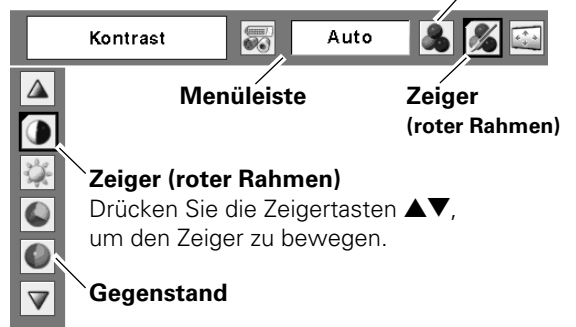 Kontrast Auto
Menüleiste Zeiger
(roter Rahmen)
Zeiger (roter Rahmen)
Drücken Sie die Zeigertasten ▲▼,
um den Zeiger zu bewegen.
Gegenstand